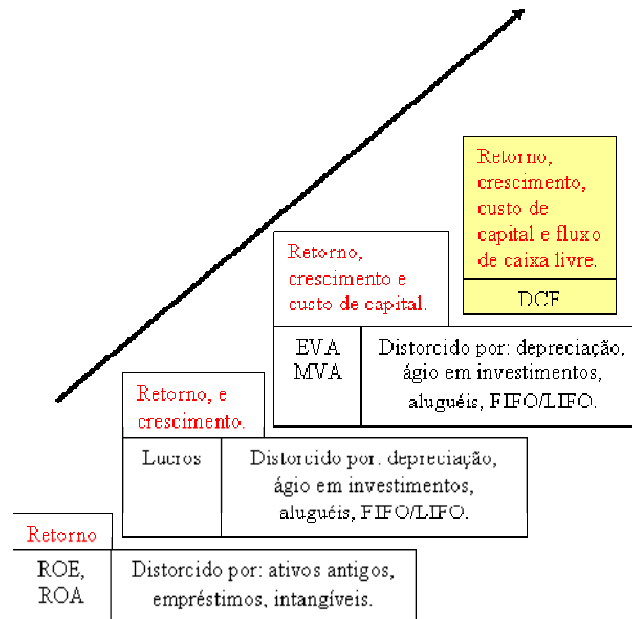 Retorno,
crescimento,
custo de
capital e fluxo
de caixa livre.
DCF
Retorno,
crescimento e
custo de capital.
EVA
MVA
Distorcido por: depreciação,
ágio em investimentos,
aluguéis, FIFO/LIFO.
Retorno, e
crescimento.
Lucros
Distorcido por: depreciação,
ágio em investimentos,
aluguéis, FIFO/LIFO.
Retorno
ROE,
ROA
Distorcido por: ativos antigos,
empréstimos, intangíveis.